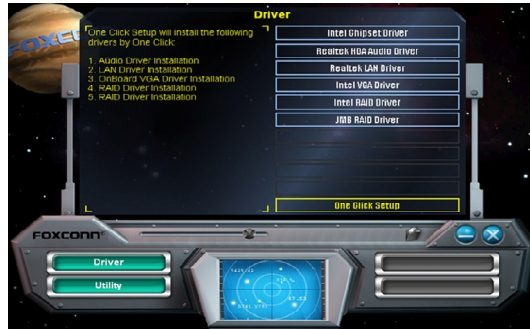 Driver
FOXCO
One Click Setup will install the following
drivers by One Click:
1. Audio Driver Installation
2. LAN Driver Installation
3. OnBoard VGA Driver Installation
4. RAID Driver Installation
5. RAID Driver Installation
Intel Chipset Driver
Realtek HDA Audio Driver
Realtek LAN Driver
Intel VGA Driver
Intel RAID Driver
JMB RAID Driver
One Click Setup
FOXCONN
Driver
Utility